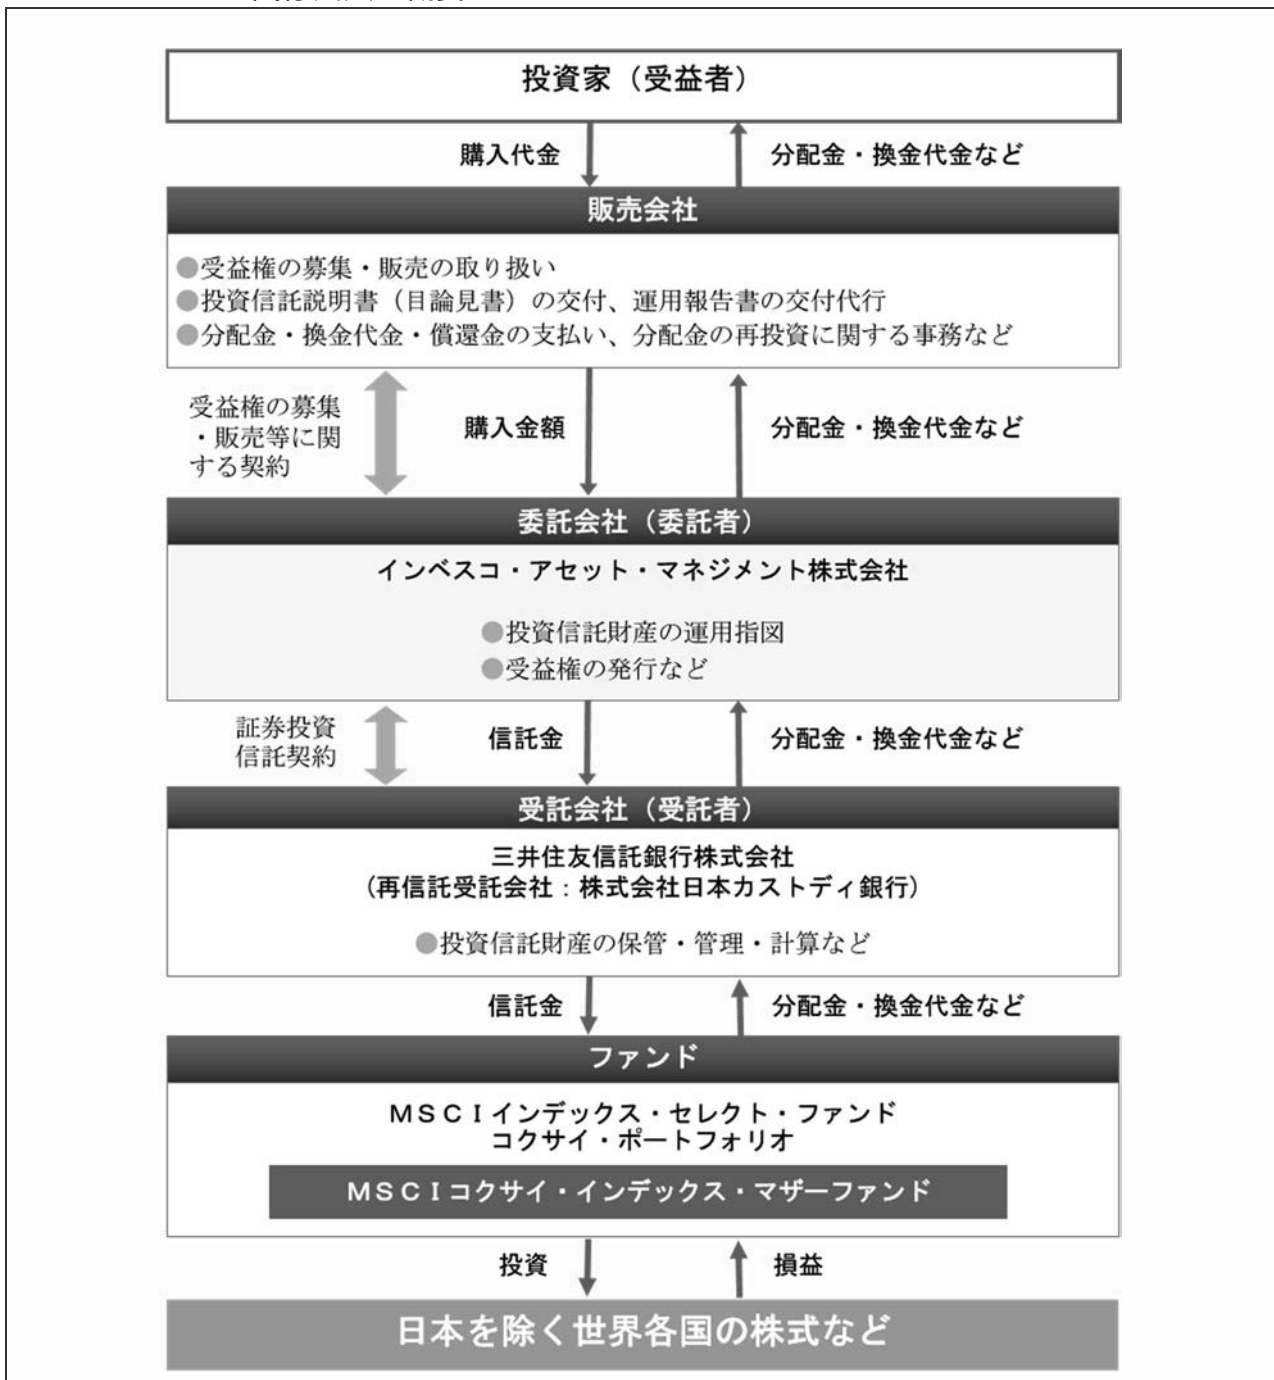 投資家（受益者）
購入代金
分配金・換金代金など
販売会社
●受益権の募集・販売の取り扱い
●投資信託説明書（目論見書）の交付、運用報告書の交付代行
●分配金・換金代金・償還金の支払い、分配金の再投資に関する事務など
受益権の募集
・販売等に関
する契約
購入金額
分配金・換金代金など
委託会社（委託者）
インベスコ・アセット・マネジメント株式会社
●投資信託財産の運用指図
●受益権の発行など
証券投資
信託契約
信託金
分配金・換金代金など
受託会社（受託者）
三井住友信託銀行株式会社
（再信託受託会社：株式会社日本カストディ銀行）
●投資信託財産の保管・管理・計算など
信託金
分配金・換金代金など
ファンド
ＭＳＣＩインデックス・セレクト・ファンド
コクサイ・ポートフォリオ
ＭＳＣＩコクサイ・インデックス・マザーファンド
投資
損益
日本を除く世界各国の株式など